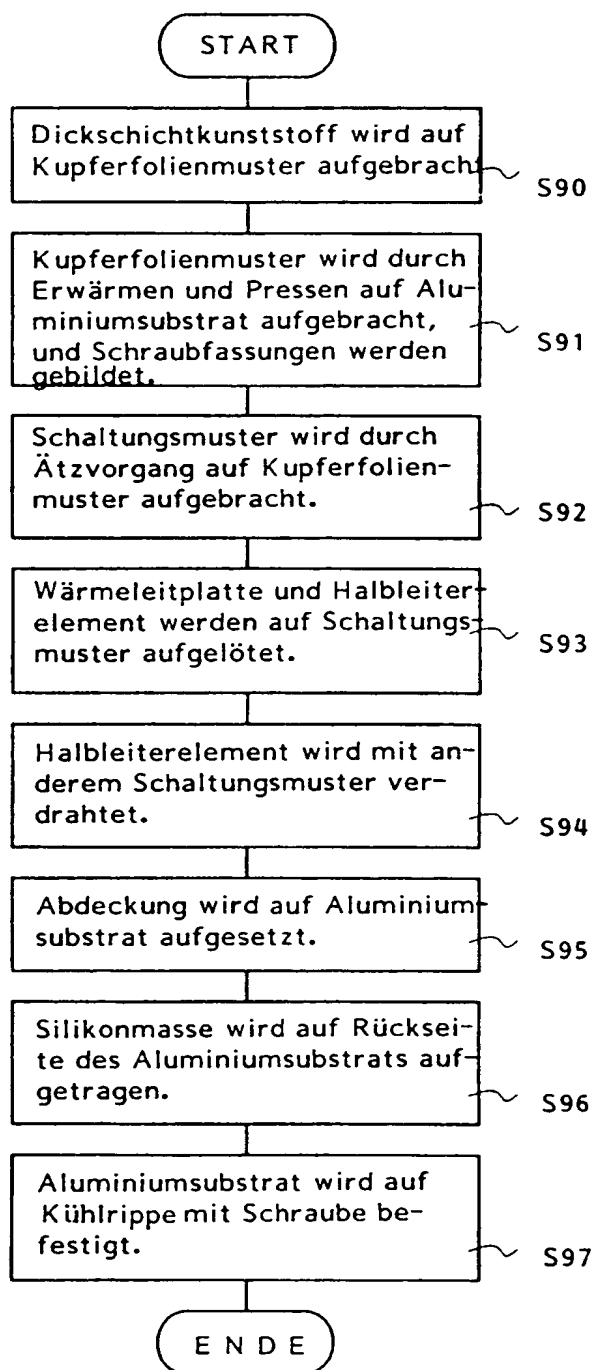 START
Dickschichtkunststoff wird auf
Kupferfolienmuster aufgebracht
S90
Kupferfolienmuster wird durch
Erwärmen und Pressen auf Alu-
miniumsubstrat aufgebracht,
und Schraubfassungen werden
gebildet.
S91
Schaltungsmuster wird durch
Ätzvorgang auf Kupferfolien-
muster aufgebracht.
S92
Wärmeleitplatte und Halbleiter-
element werden auf Schaltungs-
muster aufgelötet.
S93
Halbleiterelement wird mit an-
derem Schaltungsmuster ver-
drahtet.
S94
Abdeckung wird auf Aluminium-
substrat aufgesetzt.
S95
Silikonmasse wird auf Rücksei-
te des Aluminiumsubstrats auf-
getragen.
S96
Aluminiumsubstrat wird auf
Kühlrippe mit Schraube be-
festigt.
S97
ENDE